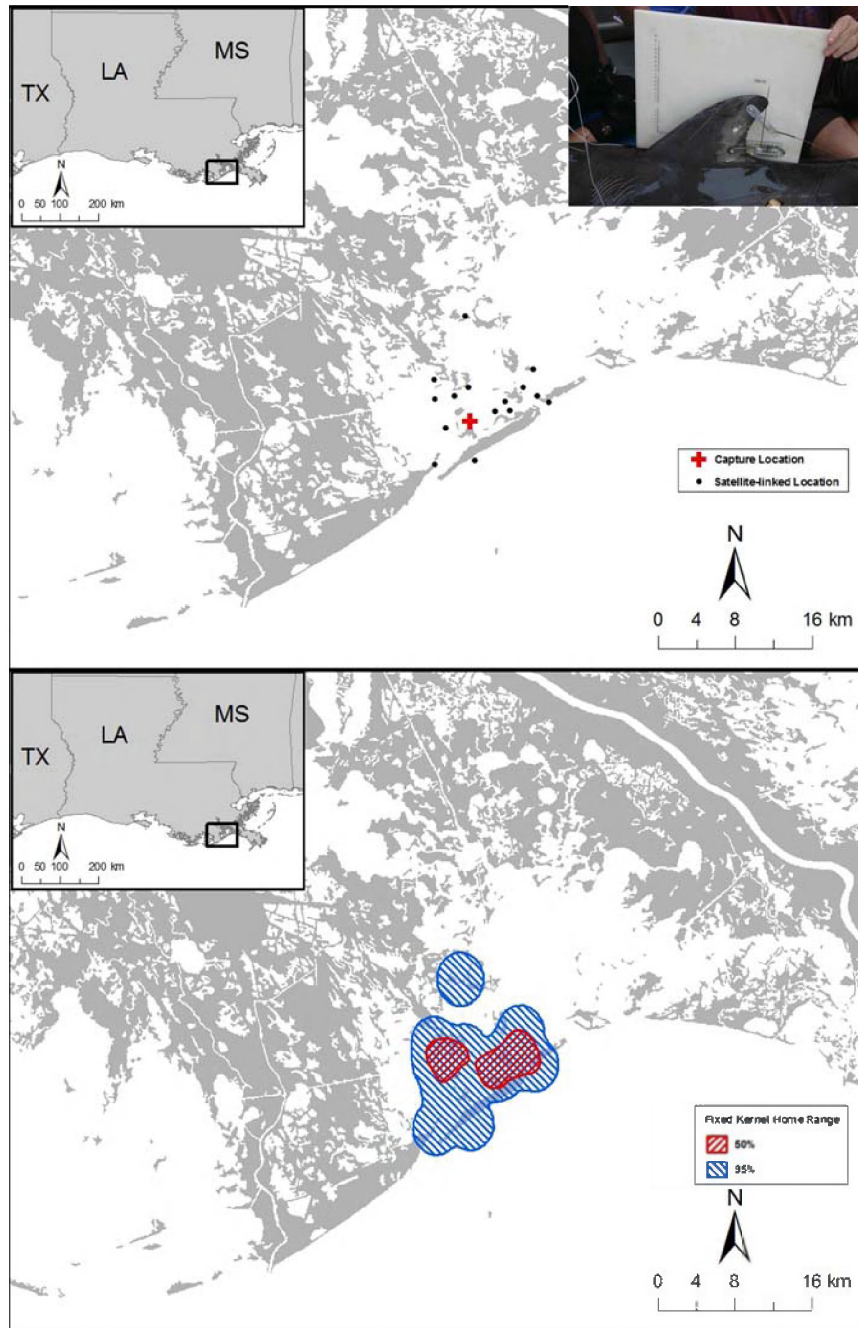 TX LA MS
N
0 50 100 200 km
Capture Location
Satellite-linked Location
N
0 4 8 16 km
TX LA MS
N
0 50 100 200 km
Fixed Kernel Home Range
50%
95%
N
0 4 8 16 km